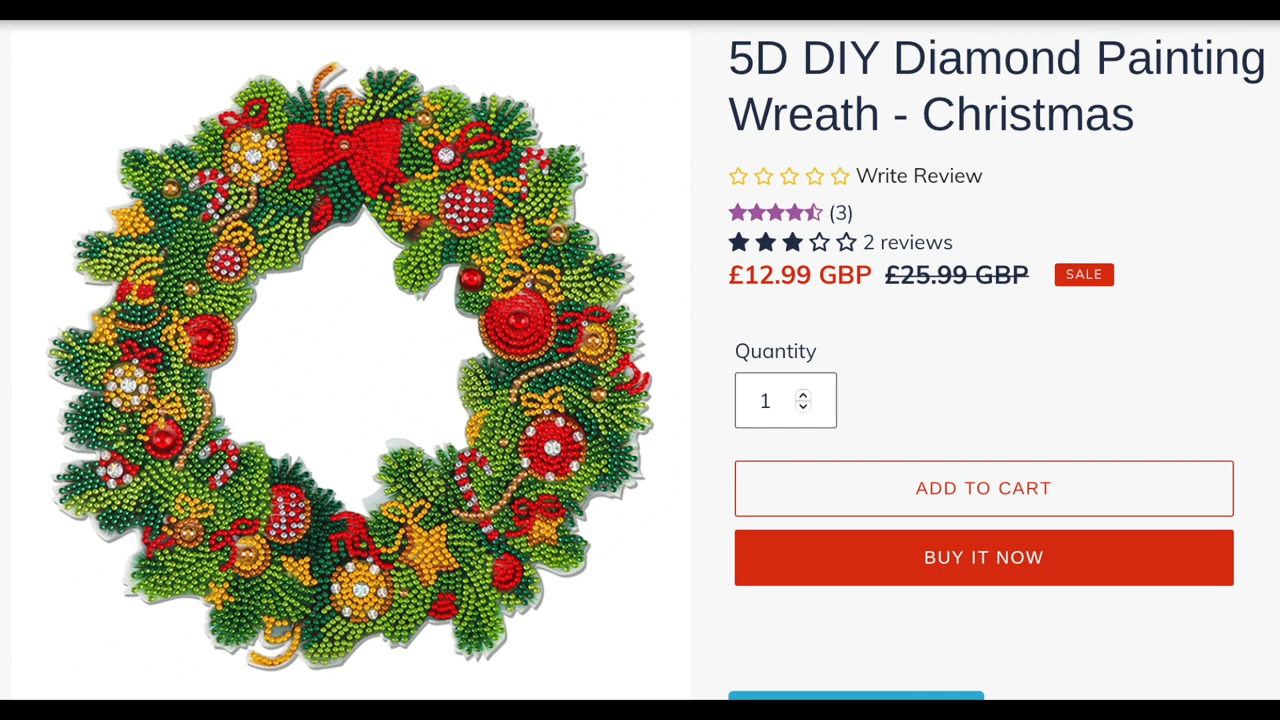 5D DIY Diamond Painting
Wreath - Christmas
Write Review
(3)
2 reviews
£12.99 GBP £25.99 GBP SALE
Quantity
1
ADD TO CART
BUY IT NOW